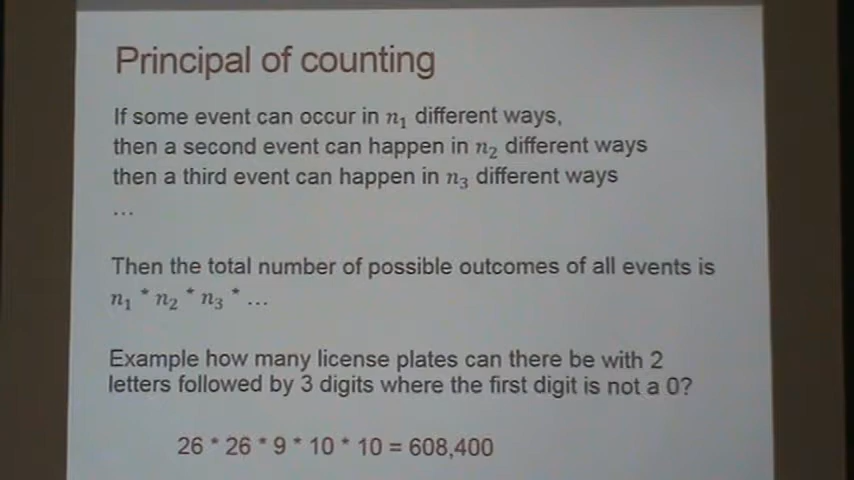 Principal of counting
If some event can occur in n₁ different ways,
then a second event can happen in n₂ different ways
then a third event can happen in n₃ different ways
…
Then the total number of possible outcomes of all events is
n₁ * n₂ * n₃ * …
Example how many license plates can there be with 2
letters followed by 3 digits where the first digit is not a 0?
26 * 26 * 9 * 10 * 10 = 608,400